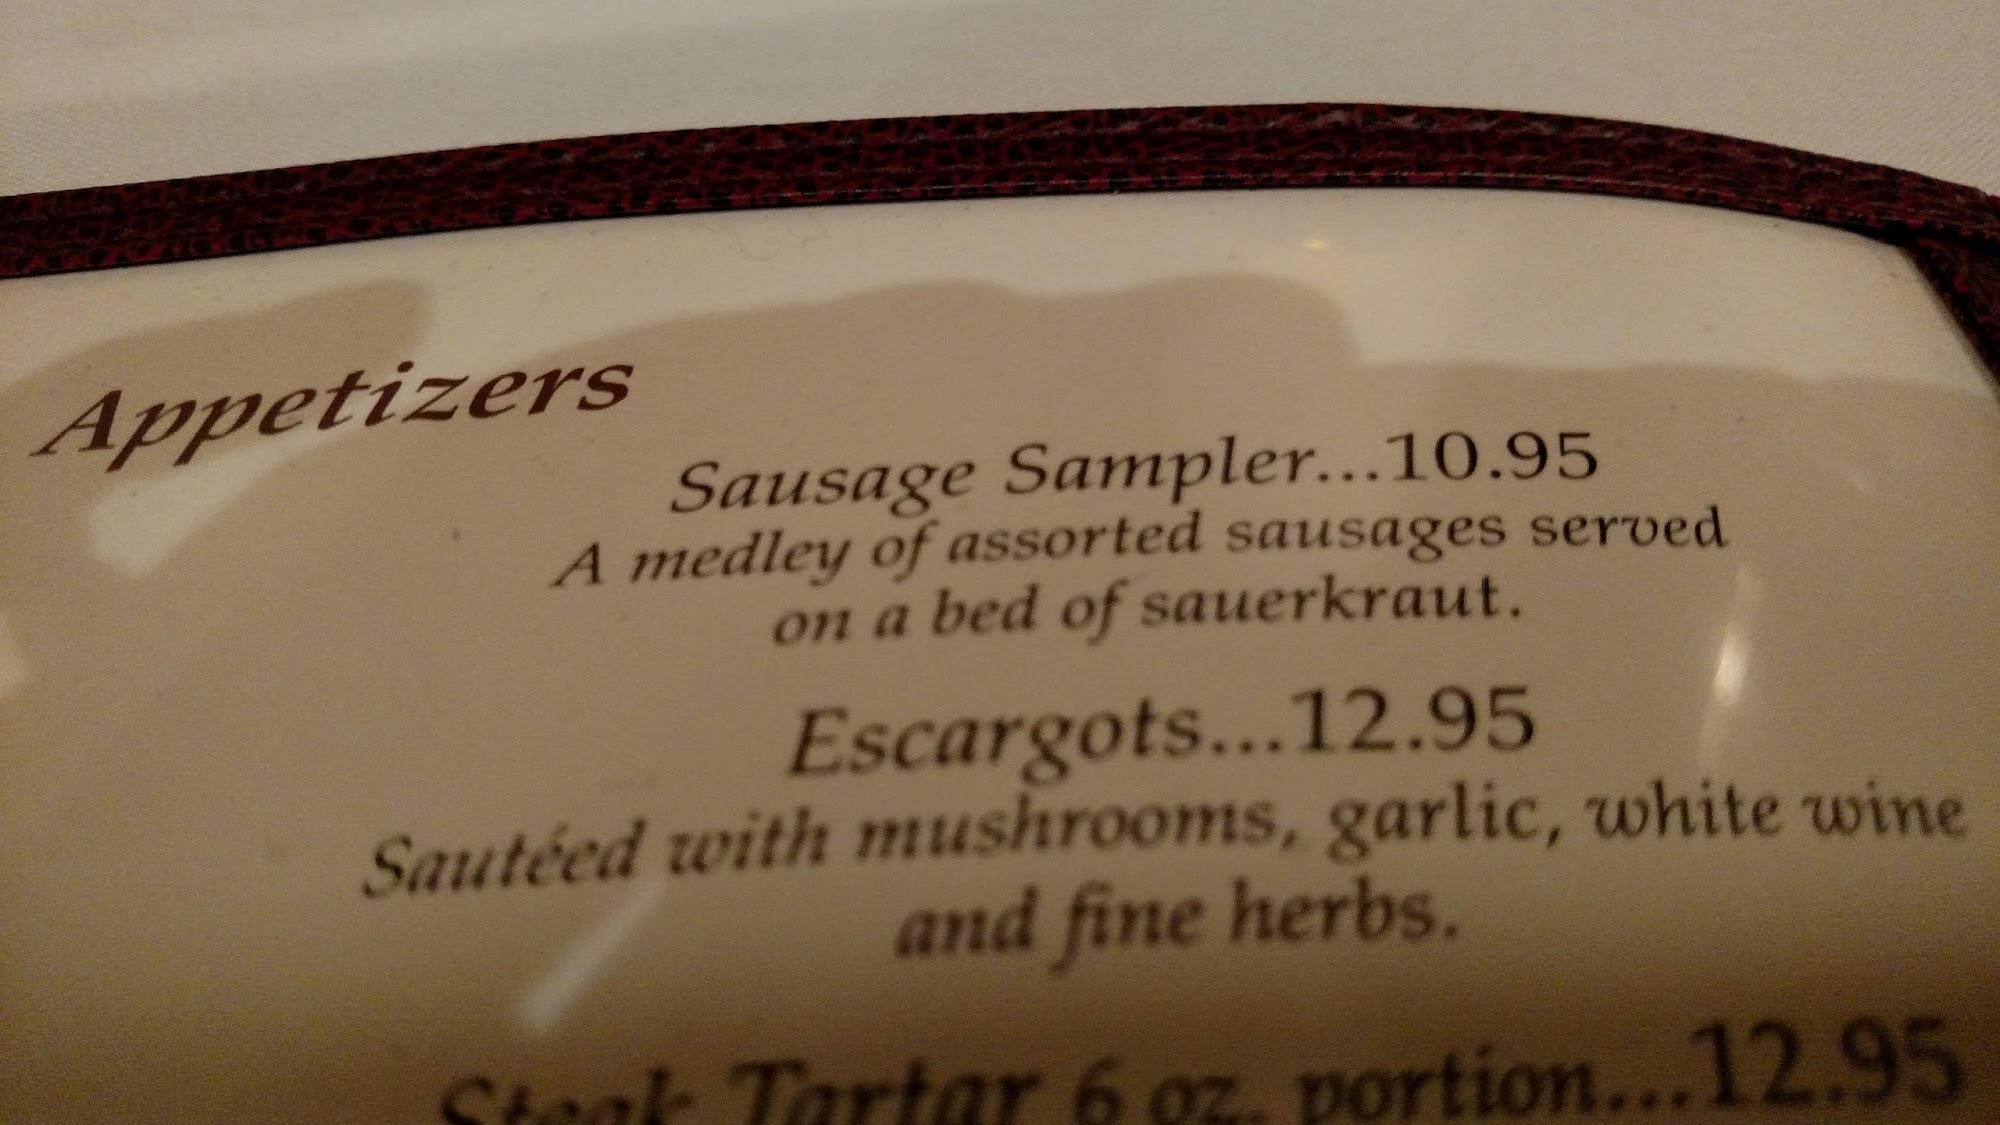 Appetizers
Sausage Sampler...10.95
A medley of assorted sausages served
on a bed of sauerkraut.
Escargots...12.95
Sautéed with mushrooms, garlic, white wine
and fine herbs.
Steak Tartar 6 oz. portion...12.95